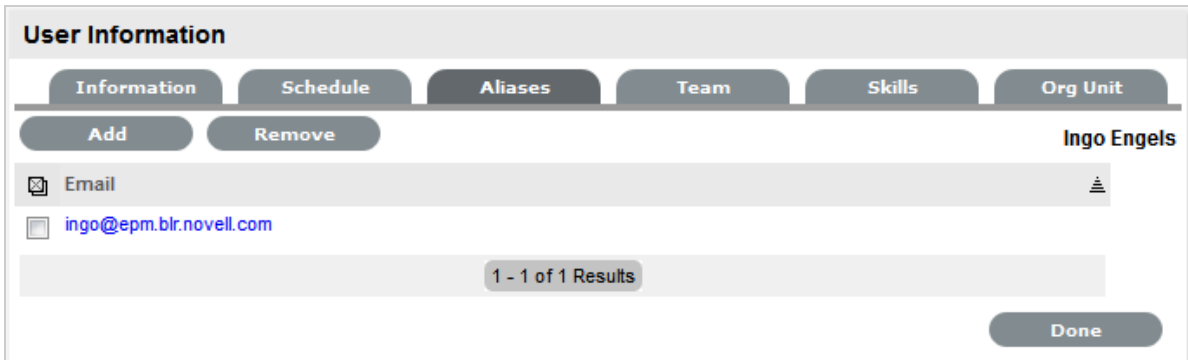 User Information
Information Schedule Aliases Team Skills Org Unit
Add Remove Ingo Engels
Email
ingo@epm.blr.novell.com
1 - 1 of 1 Results
Done